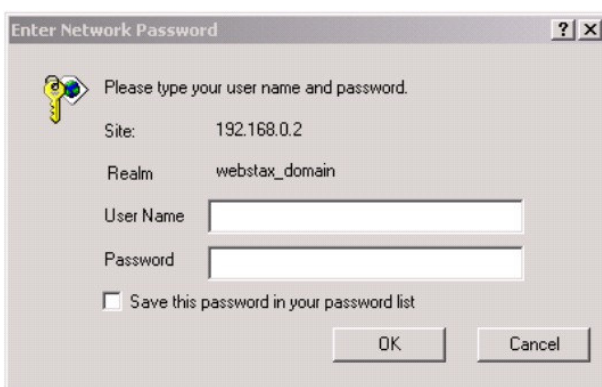 Enter Network Password
Please type your user name and password.
Site: 192.168.0.2
Realm webstax_domain
User Name
Password
Save this password in your password list
OK Cancel